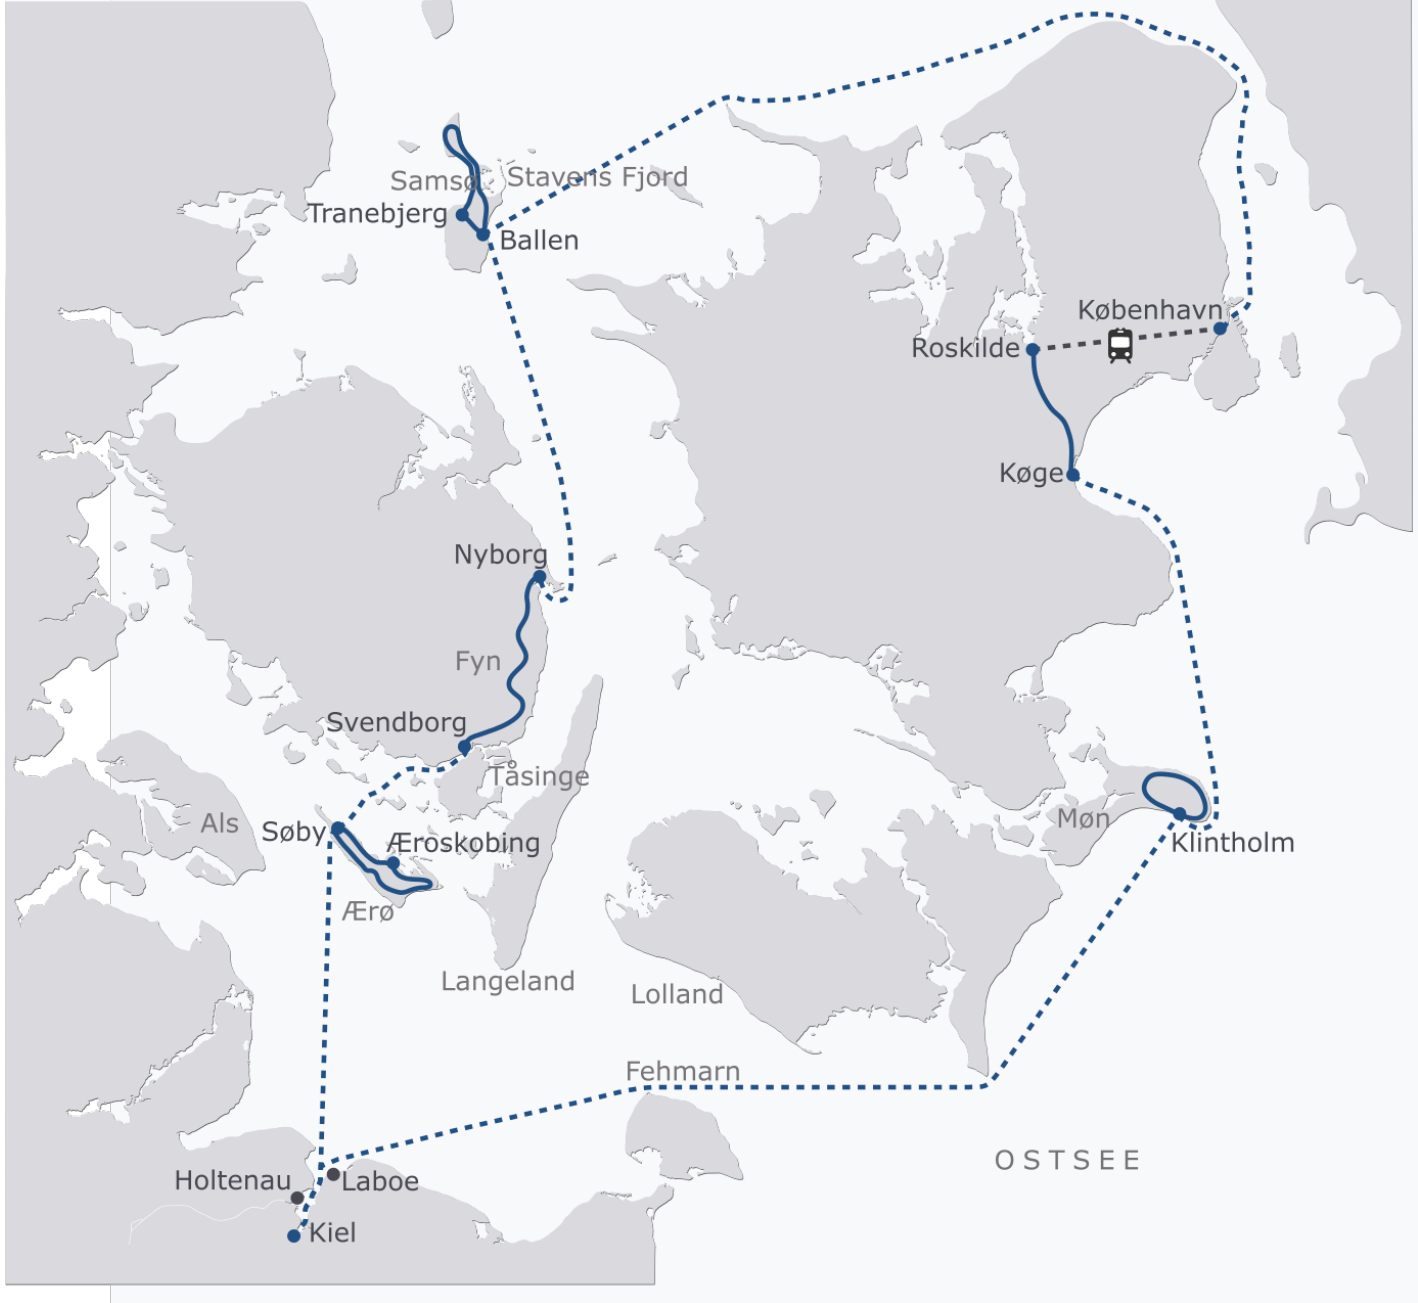 Samsø
Stavens Fjord
Tranebjerg
Ballen
København
Roskilde
Køge
Nyborg
Fyn
Svendborg
Tåsinge
Als
Søby
Æroskobing
Møn
Klintholm
Ærø
Langeland
Lolland
Fehmarn
OSTSEE
Holtenau
Laboe
Kiel